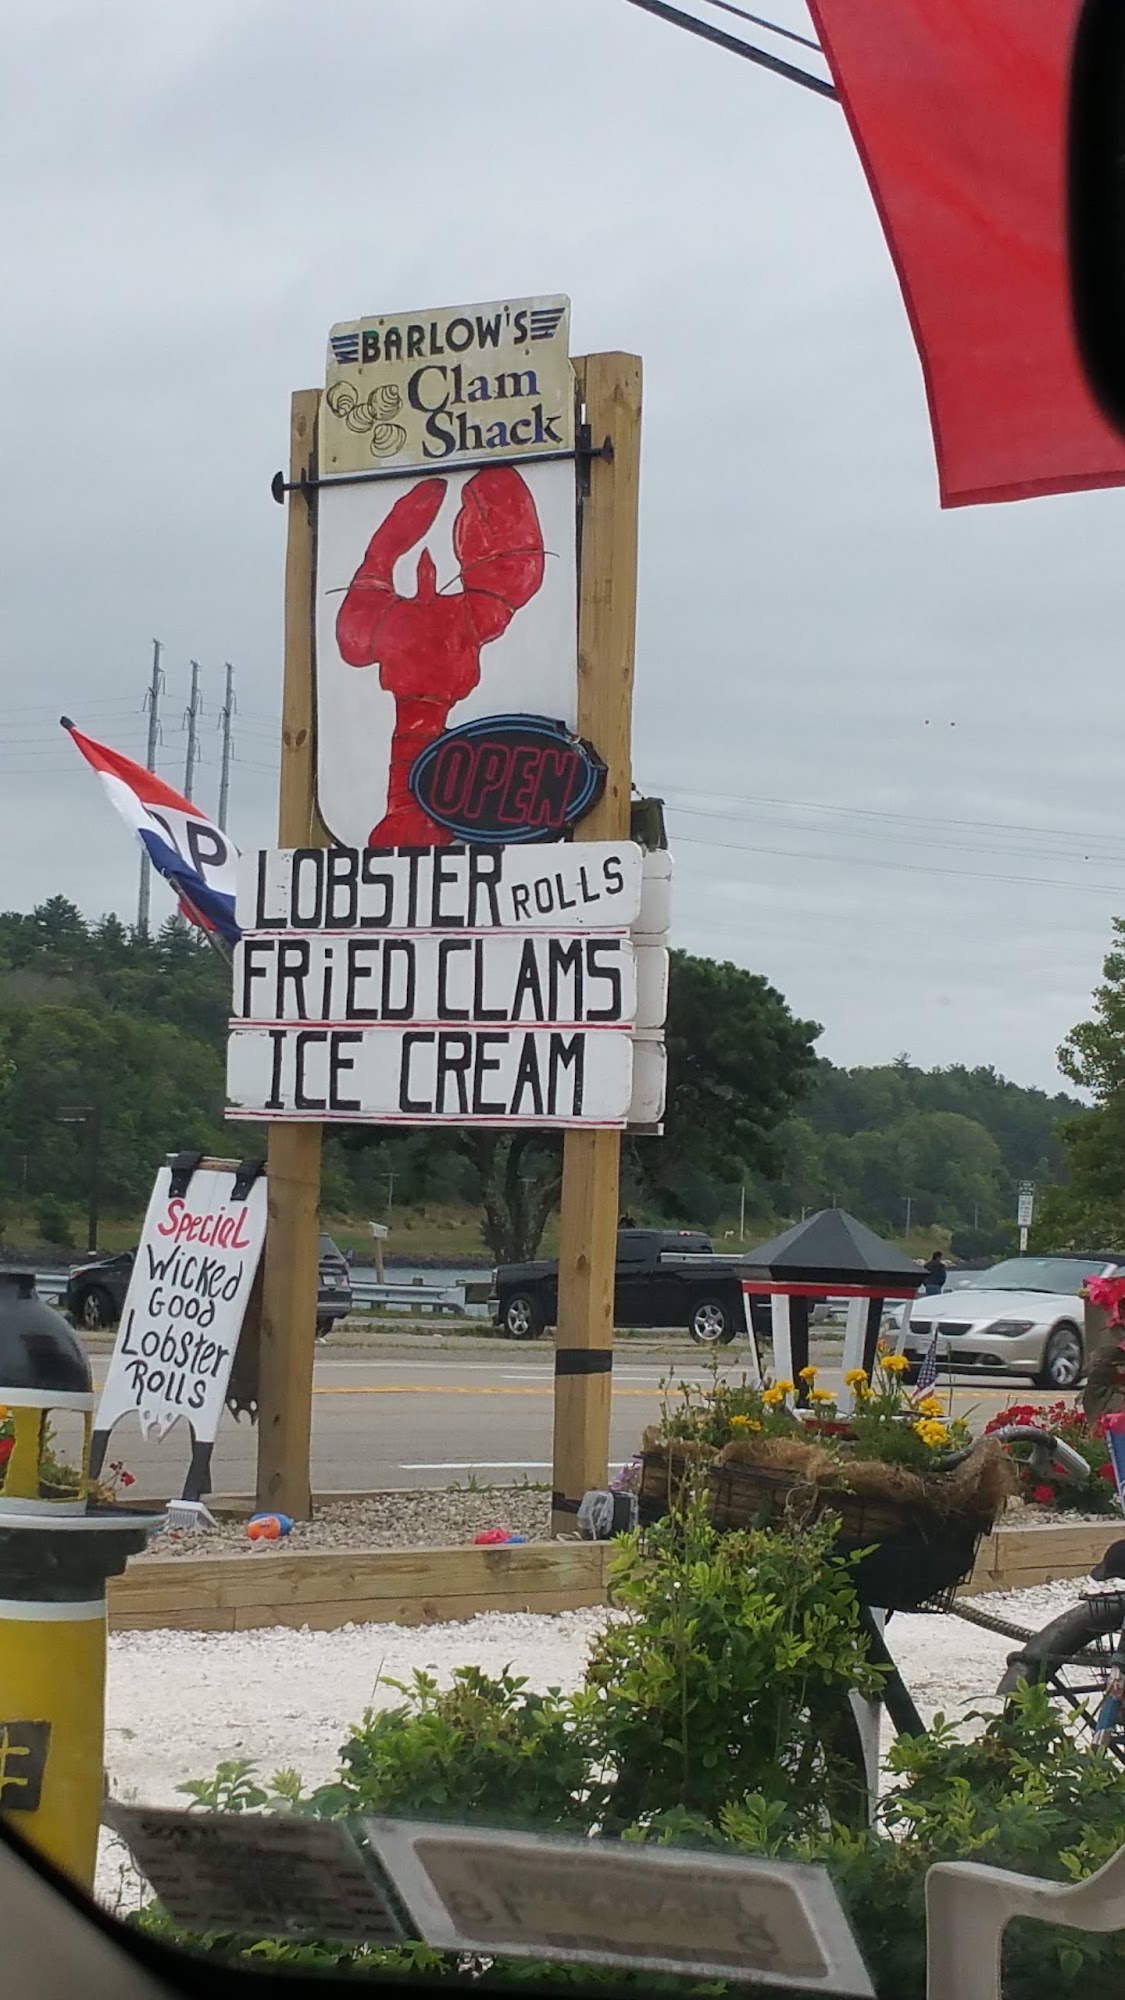 BARLOW'S
Clam
Shack
OPEN
LOBSTER ROLLS
FRiED CLAMS
ICE CREAM
Special
Wicked
Good
Lobster
Rolls